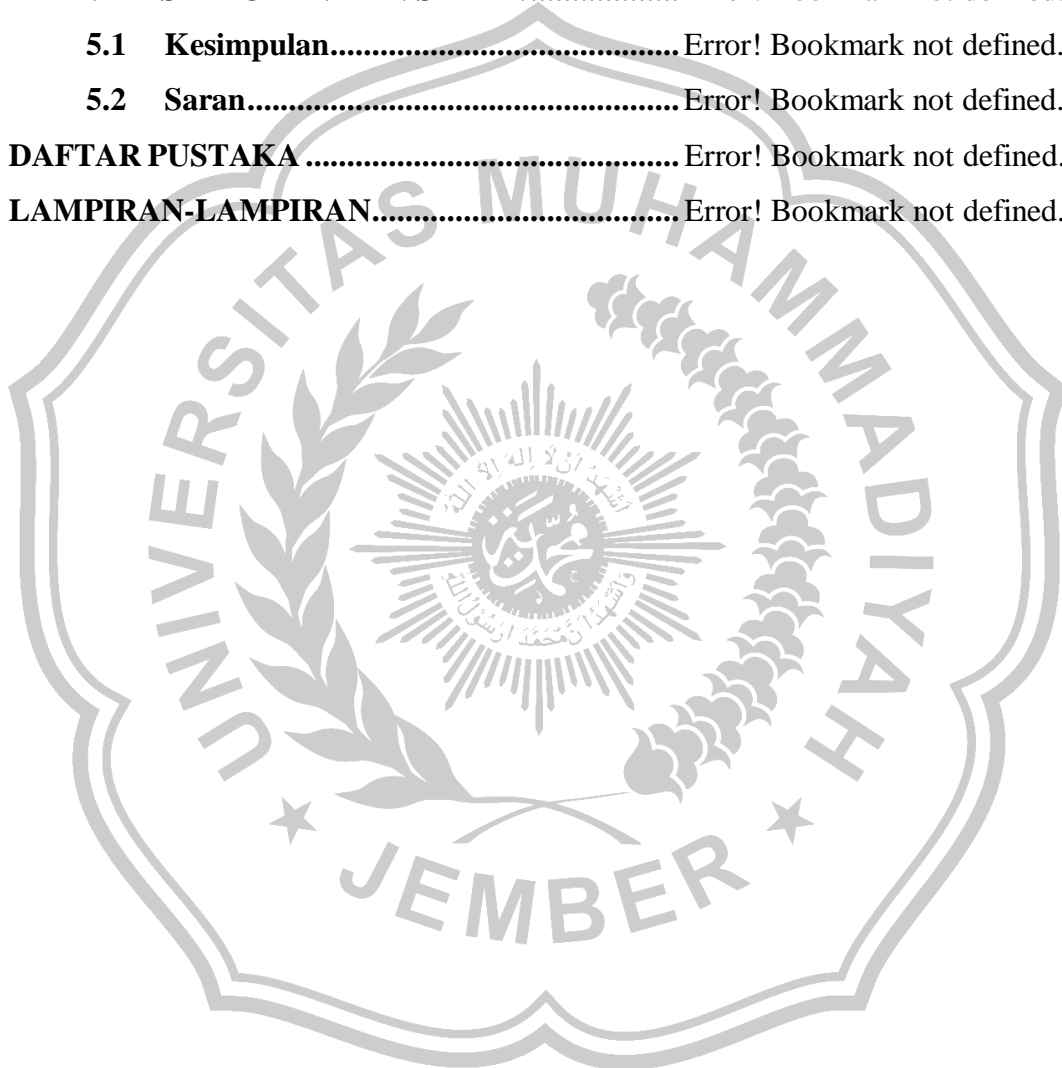 5.1 Kesimpulan.......................................... Error! Bookmark not defined.
5.2 Saran.................................................... Error! Bookmark not defined.
DAFTAR PUSTAKA ............................................. Error! Bookmark not defined.
LAMPIRAN-LAMPIRAN..................................... Error! Bookmark not defined.
UNIVERSITAS MUHAMMADIYAH
JEMBER